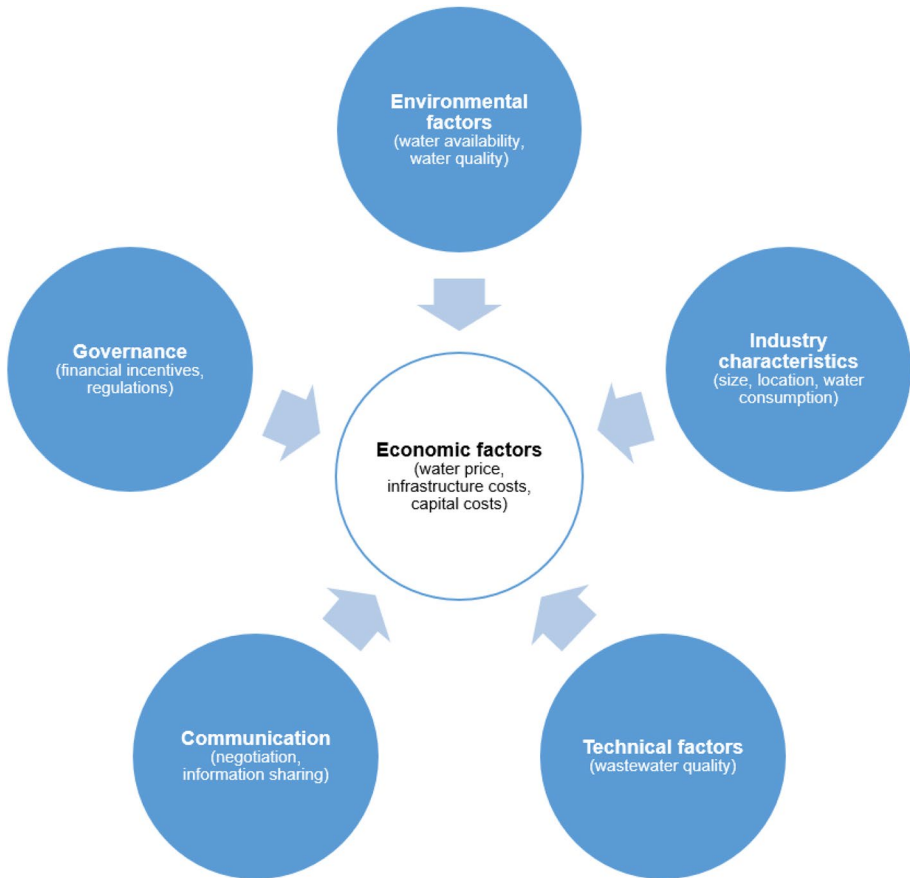 Environmental
factors
(water availability,
water quality)
Governance
(financial incentives,
regulations)
Industry
characteristics
(size, location, water
consumption)
Economic factors
(water price,
infrastructure costs,
capital costs)
Communication
(negotiation,
information sharing)
Technical factors
(wastewater quality)